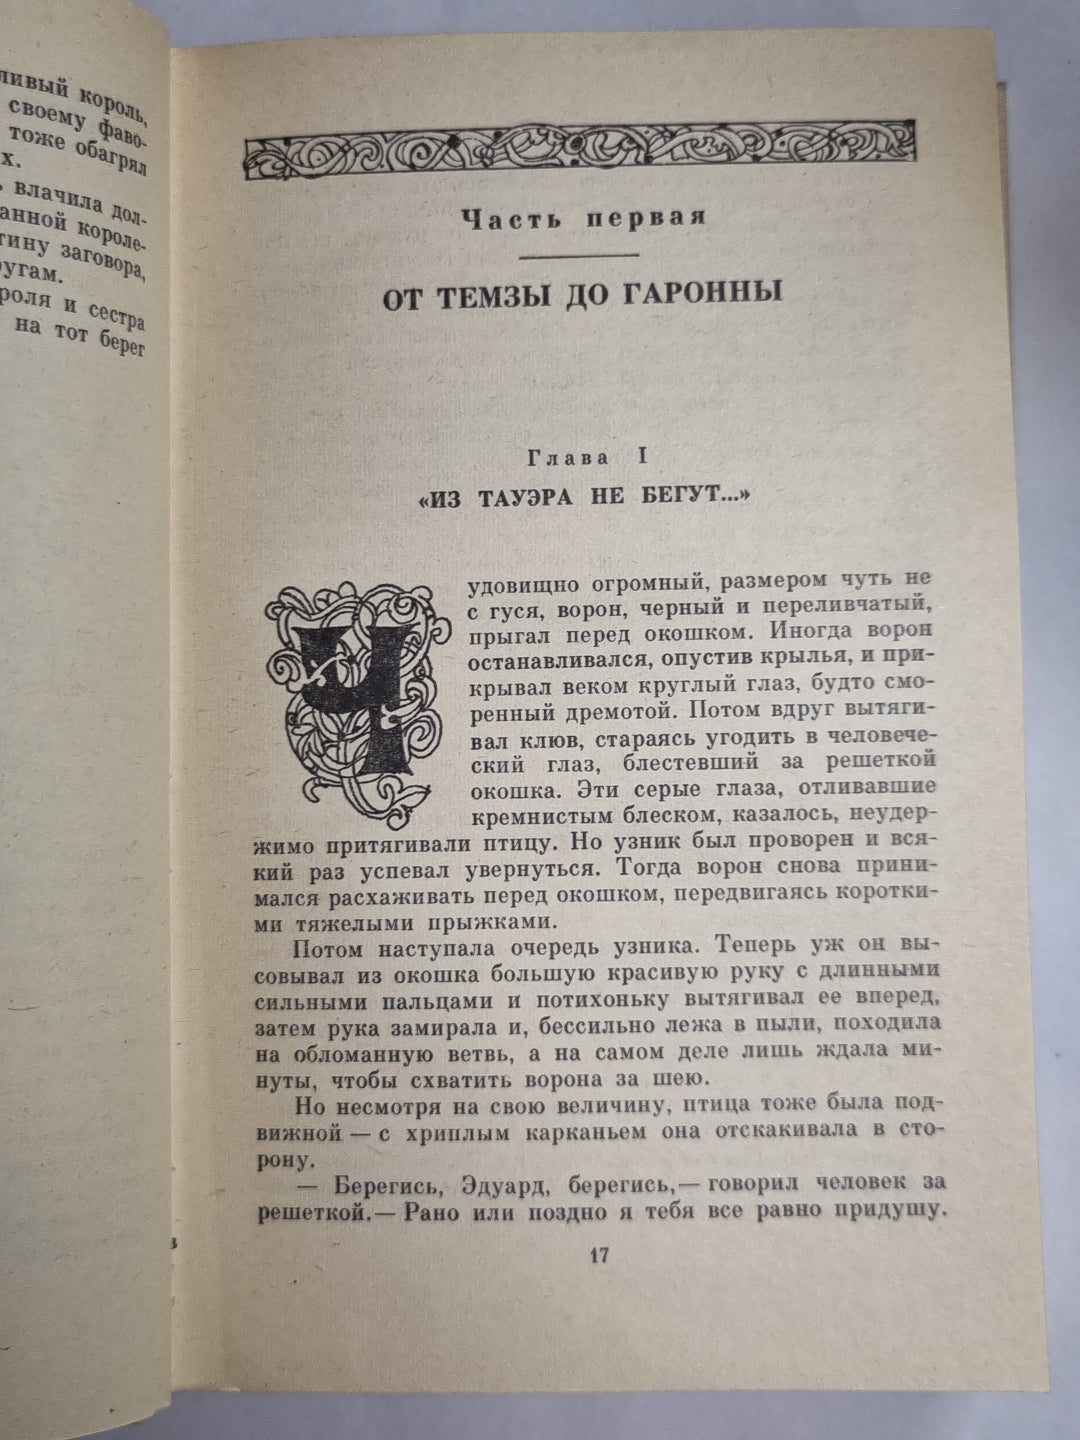 ливый король,
своему фаво-
тоже обагрял
х.
влачила дол-
анной короле-
тину заговора,
ругам.
роля и сестра
на тот берег
Часть первая
ОТ ТЕМЗЫ ДО ГАРОННЫ
Глава I
«ИЗ ТАУЭРА НЕ БЕГУТ...»
Чудовищно огромный, размером чуть не
с гуся, ворон, черный и переливчатый,
прыгал перед окошком. Иногда ворон
останавливался, опустив крылья, и при-
крывал веком круглый глаз, будто смо-
ренный дремотой. Потом вдруг вытяги-
вал клюв, стараясь угодить в человече-
ский глаз, блестевший за решеткой
окошка. Эти серые глаза, отливавшие
кремнистым блеском, казалось, неудер-
жимо притягивали птицу. Но узник был проворен и вся-
кий раз успевал увернуться. Тогда ворон снова прини-
мался расхаживать перед окошком, передвигаясь коротки-
ми тяжелыми прыжками.
Потом наступала очередь узника. Теперь уж он вы-
совывал из окошка большую красивую руку с длинными
сильными пальцами и потихоньку вытягивал ее вперед,
затем рука замирала и, бессильно лежа в пыли, походила
на обломанную ветвь, а на самом деле лишь ждала ми-
нуты, чтобы схватить ворона за шею.
Но несмотря на свою величину, птица тоже была под-
вижной — с хриплым карканьем она отскакивала в сто-
рону.
— Берегись, Эдуард, берегись,— говорил человек за
решеткой.— Рано или поздно я тебя все равно придушу.
17